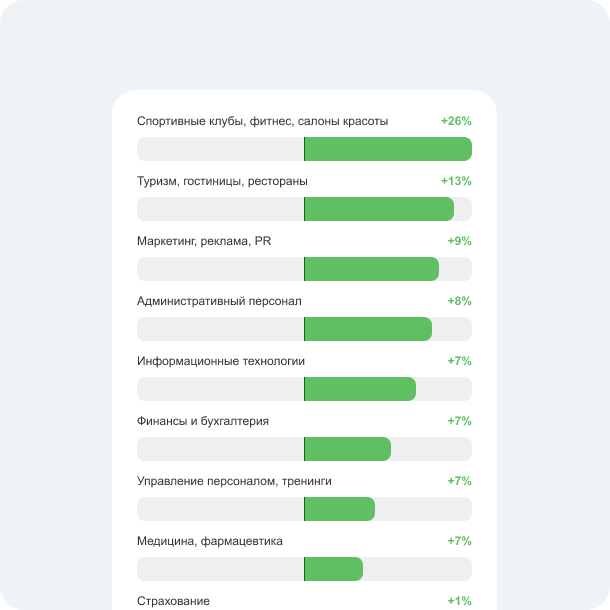 Спортивные клубы, фитнес, салоны красоты +26%
Туризм, гостиницы, рестораны +13%
Маркетинг, реклама, PR +9%
Административный персонал +8%
Информационные технологии +7%
Финансы и бухгалтерия +7%
Управление персоналом, тренинги +7%
Медицина, фармацевтика +7%
Страхование +1%